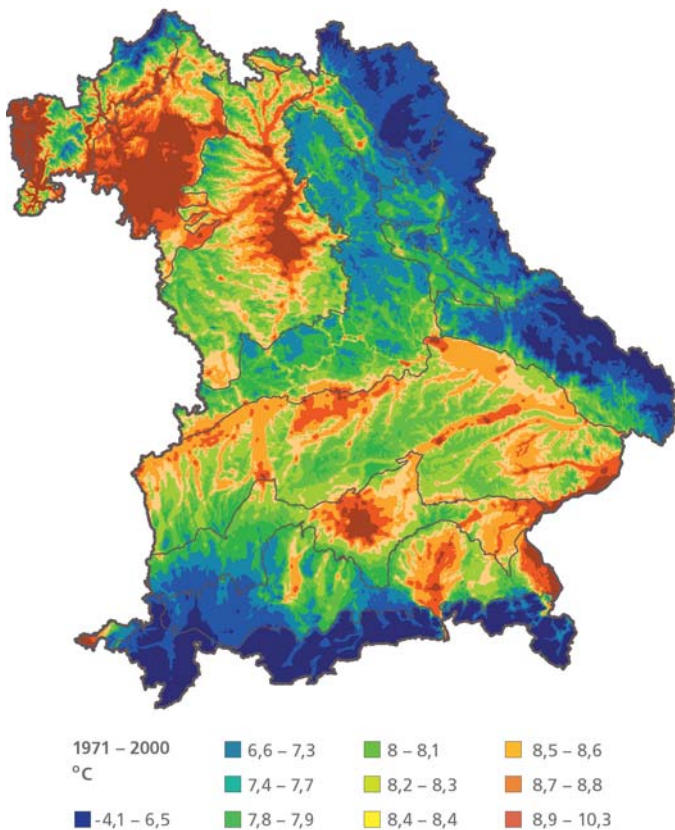 1971 – 2000
°C
-4,1 – 6,5
6,6 – 7,3
7,4 – 7,7
7,8 – 7,9
8 – 8,1
8,2 – 8,3
8,4 – 8,4
8,5 – 8,6
8,7 – 8,8
8,9 – 10,3